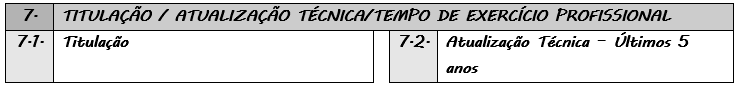 7- TITULAÇÃO / ATUALIZAÇÃO TÉCNICA/TEMPO DE EXERCÍCIO PROFISSIONAL
7-1- Titulação
7-2- Atualização Técnica – Últimos 5
anos